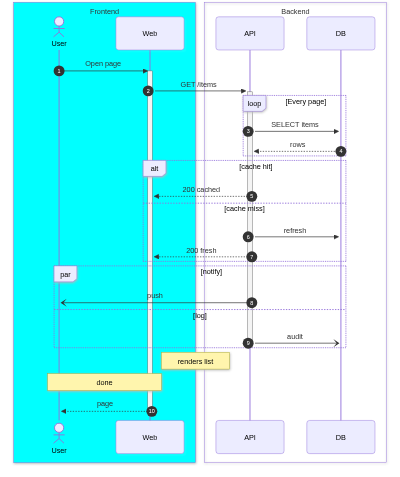 Frontend
Backend
User
Web
API
DB
1
Open page
2
GET /items
loop
[Every page]
3
SELECT items
rows
4
alt
[cache hit]
200 cached
5
[cache miss]
6
refresh
200 fresh
7
par
[notify]
push
8
[log]
9
audit
renders list
done
page
10
User
Web
API
DB